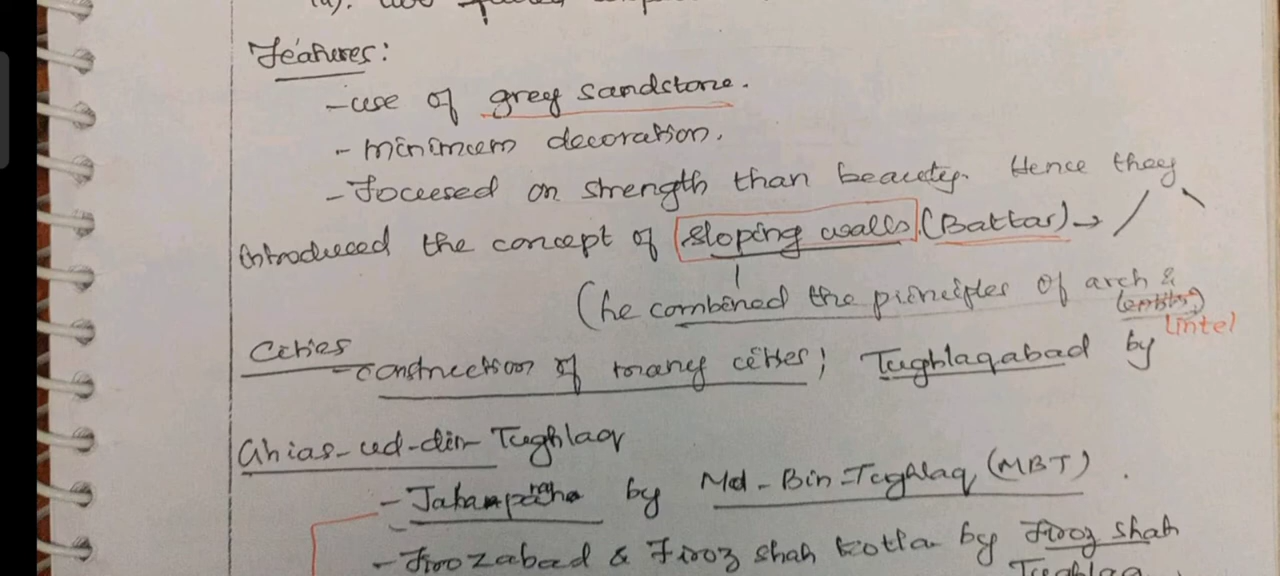 Features:
- use of grey sandstone.
- minimum decoration.
- Focused on strength than beauty. Hence they
introduced the concept of sloping walls. (Battar) →
(he combined the principles of arch &
lintel
Cities
- construction of many cities; Tughlaqabad by
Ghias-ud-din Tughlaq
- by Md-Bin-Tughlaq (MBT).
- Firozabad & Firoz shah kotla by Firoz shah
Tughlaq